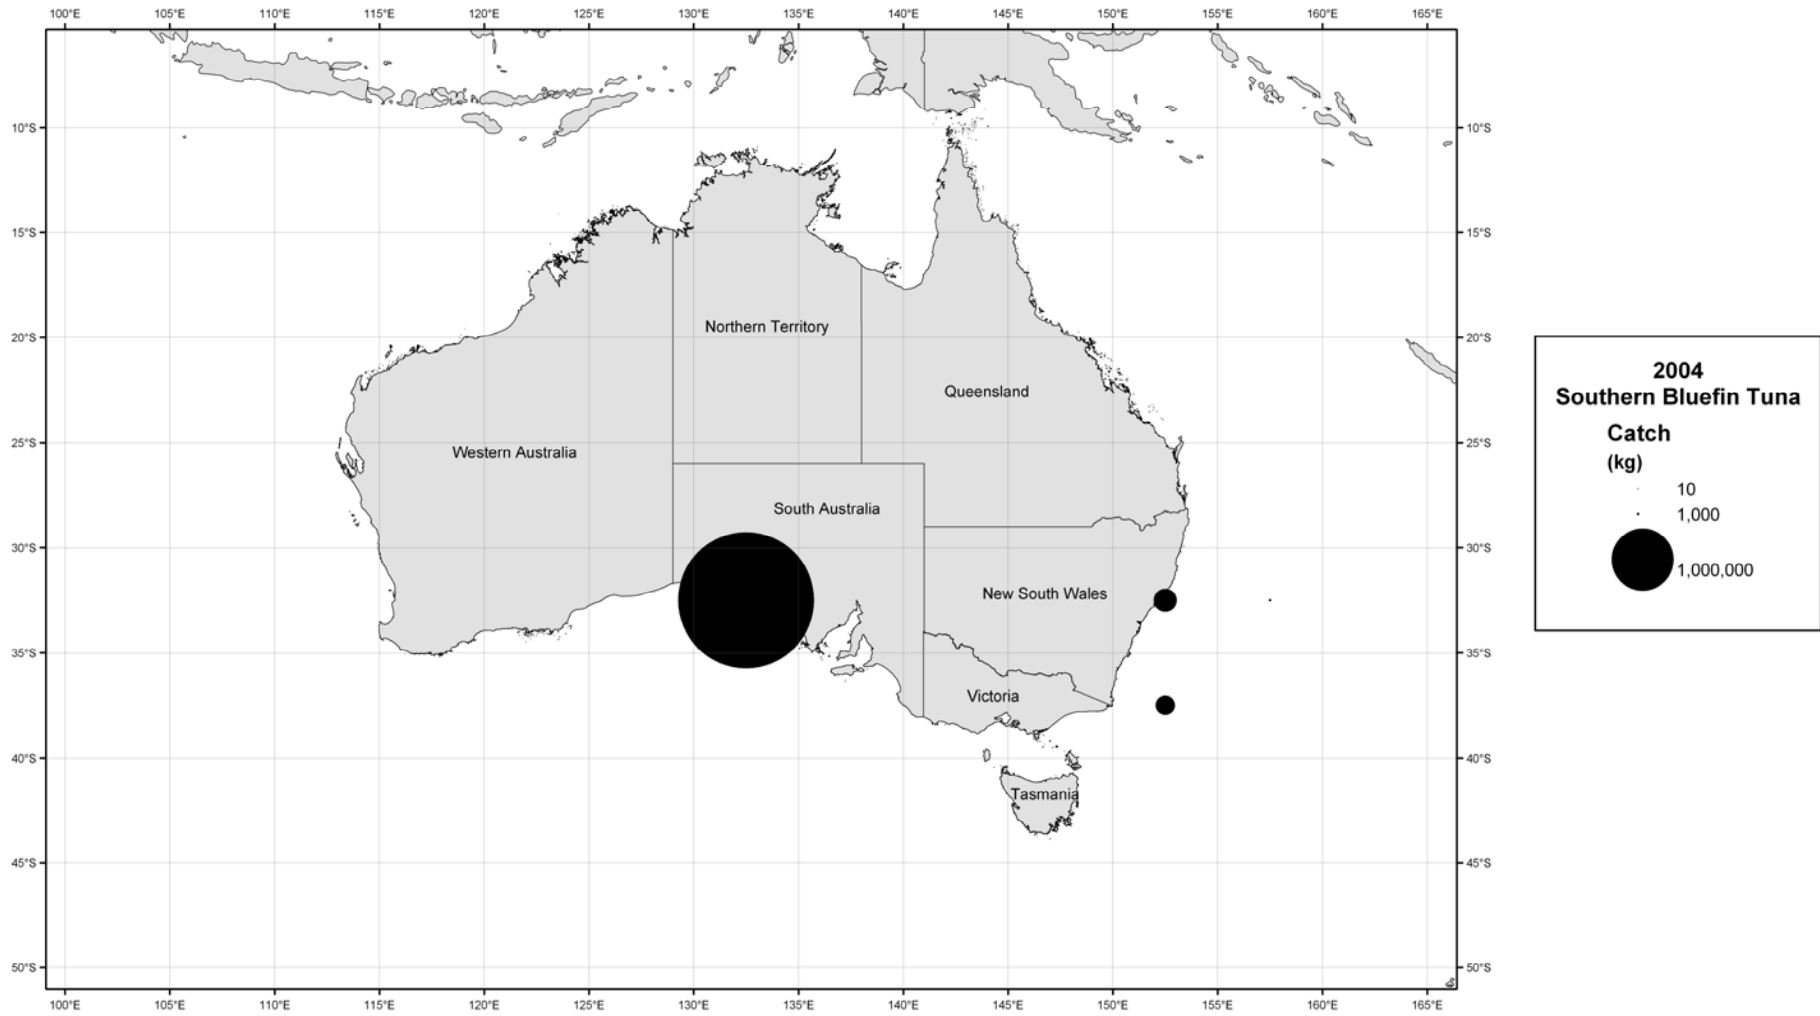 100°E 105°E 110°E 115°E 120°E 125°E 130°E 135°E 140°E 145°E 150°E 155°E 160°E 165°E
10°S 10°S
15°S 15°S
Northern Territory
20°S 20°S
2004
Southern Bluefin Tuna
Queensland
Catch
25°S 25°S
Western Australia
(kg)
10
South Australia
1,000
30°S 30°S
1,000,000
New South Wales
35°S 35°S
Victoria
40°S 40°S
Tasmania
45°S 45°S
50°S 50°S
100°E 105°E 110°E 115°E 120°E 125°E 130°E 135°E 140°E 145°E 150°E 155°E 160°E 165°E